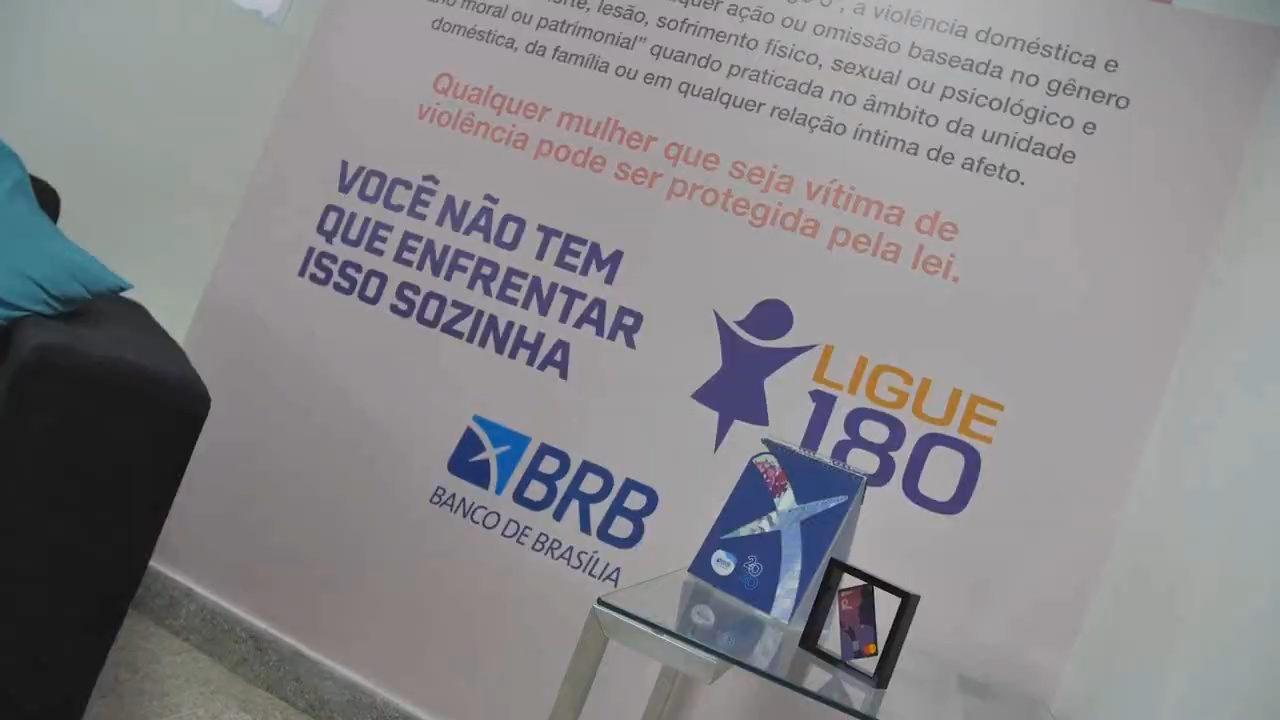 a violência doméstica e
quer ação ou omissão baseada no gênero
lesão, sofrimento físico, sexual ou psicológico e
moral ou patrimonial" quando praticada no âmbito da unidade
doméstica, da família ou em qualquer relação íntima de afeto.
Qualquer mulher que seja vítima de
violência pode ser protegida pela lei.
VOCÊ NÃO TEM
QUE ENFRENTAR
ISSO SOZINHA
LIGUE
180
BRB
BANCO DE BRASÍLIA